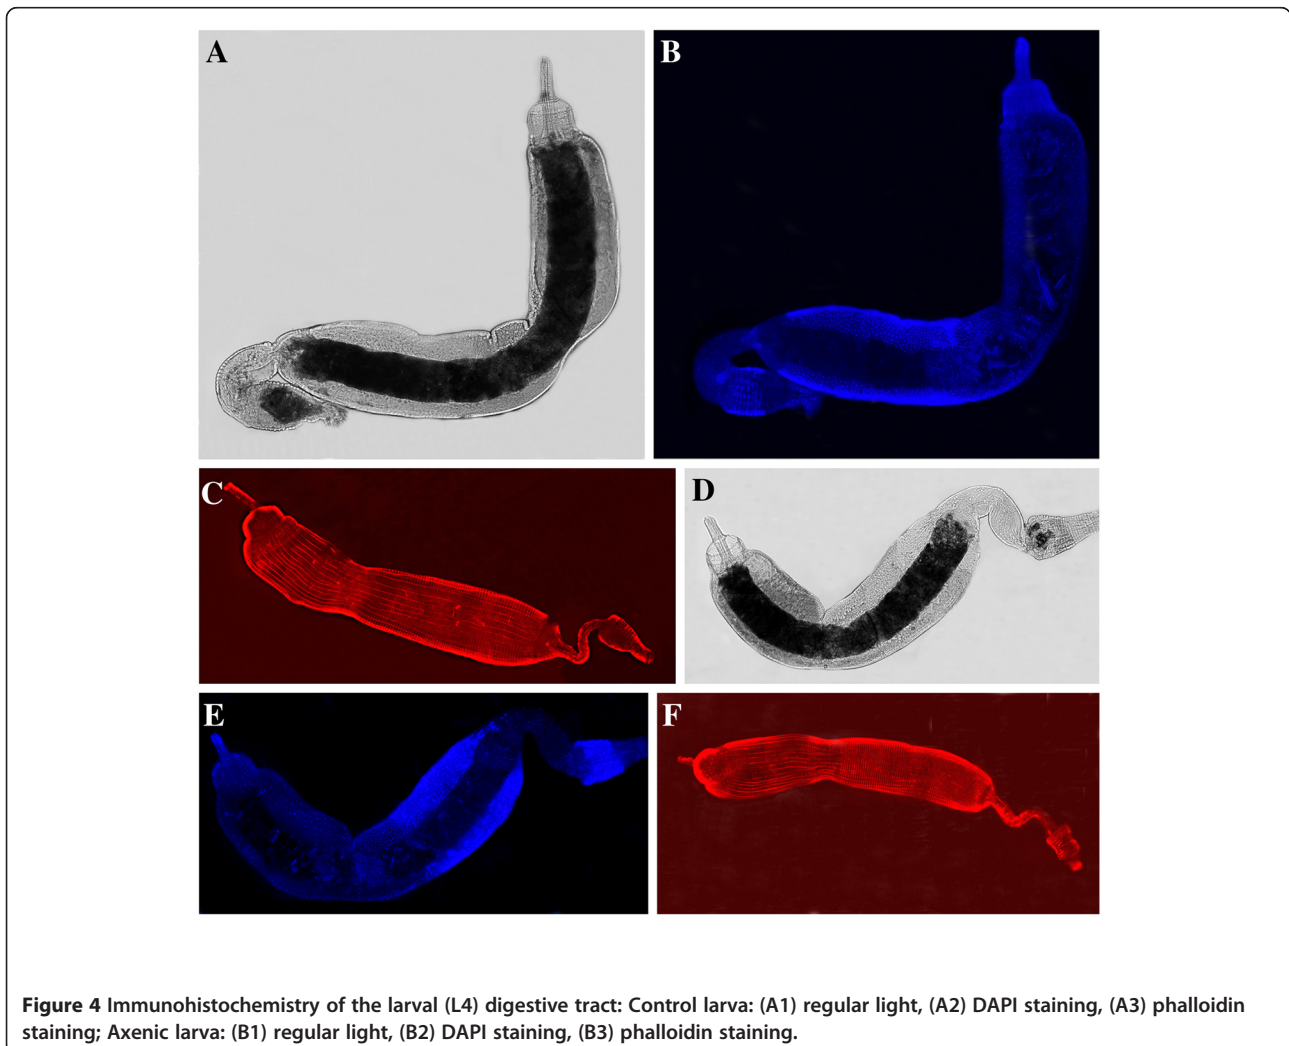 A
B
C
D
E
F
Figure 4 Immunohistochemistry of the larval (L4) digestive tract: Control larva: (A1) regular light, (A2) DAPI staining, (A3) phalloidin
staining; Axenic larva: (B1) regular light, (B2) DAPI staining, (B3) phalloidin staining.